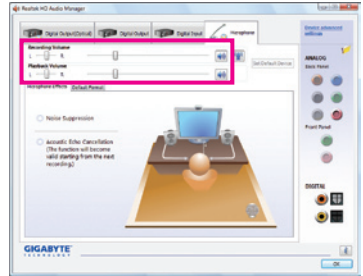 Realtek HD Audio Manager
Digital Output(Optical)
Digital Output
Digital Input
Microphone
Device advanced
settings
Recording Volume
L
R
Set Default Device
Playback Volume
L
R
Microphone Effects
Default Format
Noise Suppression
Acoustic Echo Cancellation
(The function will become
valid starting from the next
recording.)
ANALOG
Back Panel
Front Panel
DIGITAL
GIGABYTE
TECHNOLOGY
OK